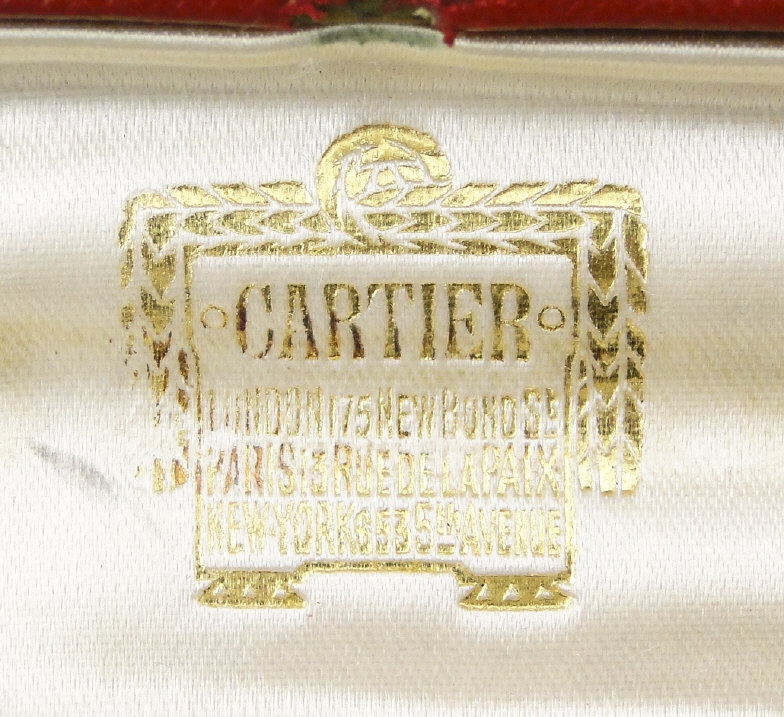 CARTIER
LONDON 175 NEW BOND St
PARIS 13 RUE DE LA PAIX
NEW-YORK 653 5th AVENUE